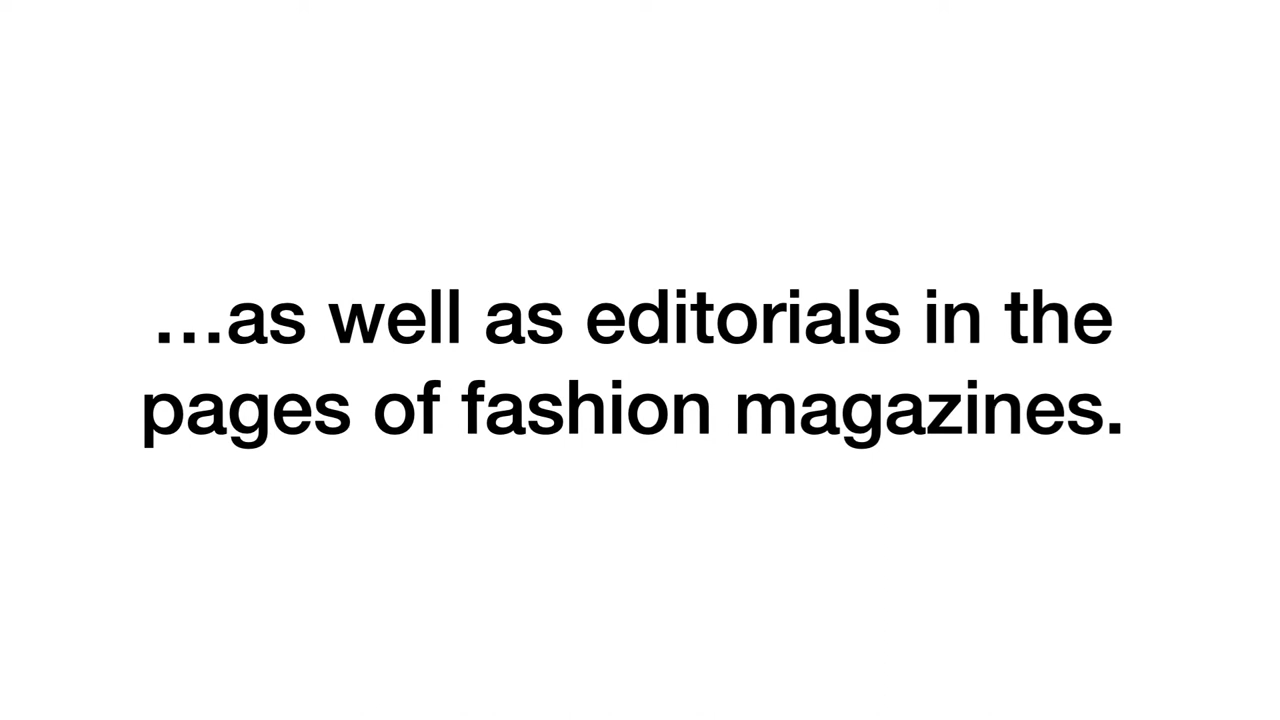 …as well as editorials in the
pages of fashion magazines.